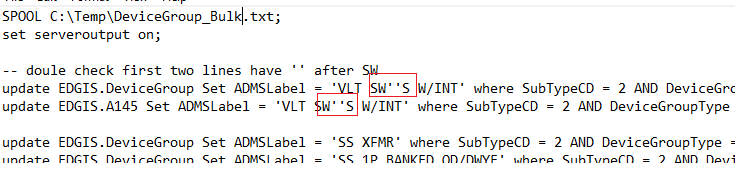 SPOOL C:\Temp\DeviceGroup_Bulk.txt;
set serveroutput on;
-- doule check first two lines have '' after SW
update EDGIS.DeviceGroup Set ADMSLabel = 'VLT SW''S W/INT' where SubTypeCD = 2 AND DeviceGroupType
update EDGIS.A145 Set ADMSLabel = 'VLT SW''S W/INT' where SubTypeCD = 2 AND DeviceGroupType
update EDGIS.DeviceGroup Set ADMSLabel = 'SS XFMR' where SubTypeCD = 2 AND DeviceGroupType =
update EDGIS.DeviceGroup Set ADMSLabel = 'SS 1P BANKED OD/DWYE' where SubTypeCD = 2 AND Devi